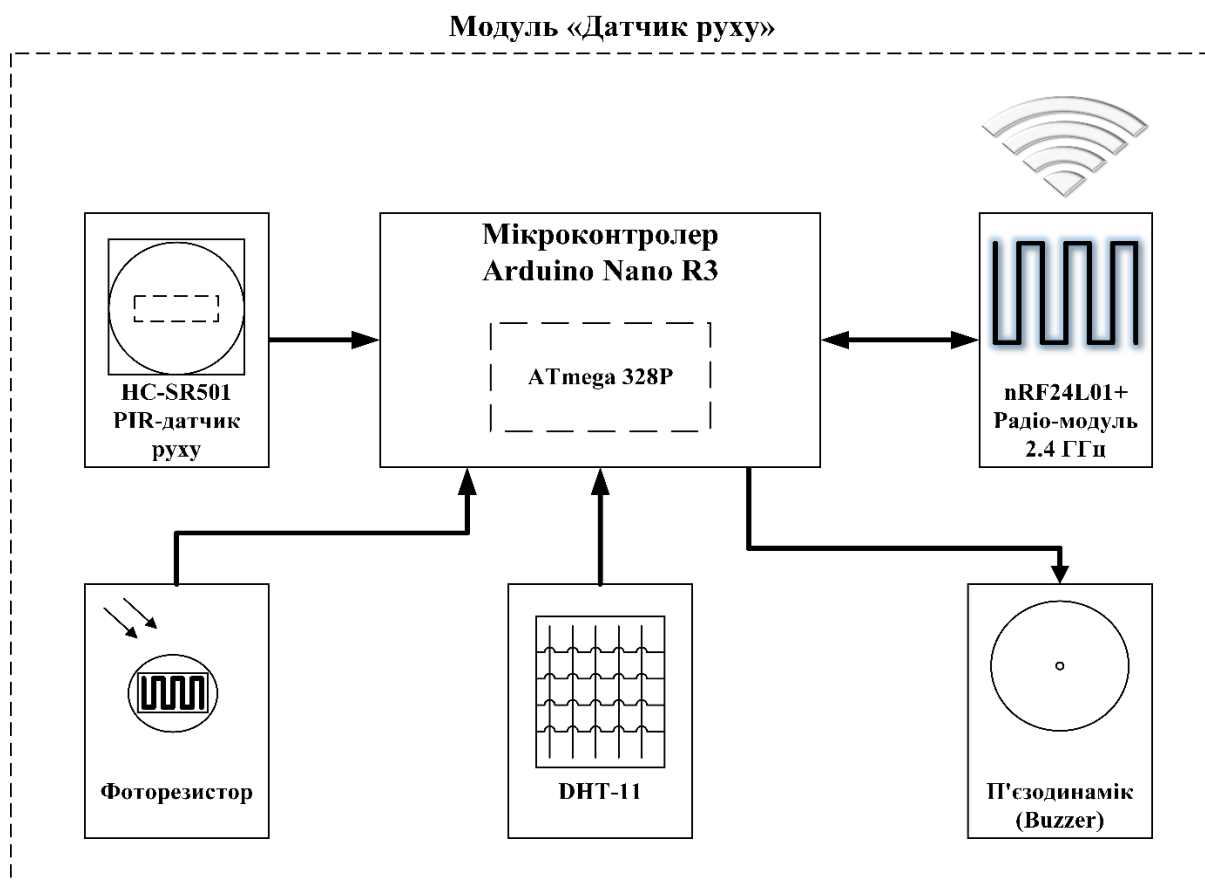 Модуль «Датчик руху»
Мікроконтролер
Arduino Nano R3
ATmega 328P
HC-SR501
PIR-датчик
руху
nRF24L01+
Радіо-модуль
2.4 ГГц
Фоторезистор
DHT-11
П'єзодинамік
(Buzzer)